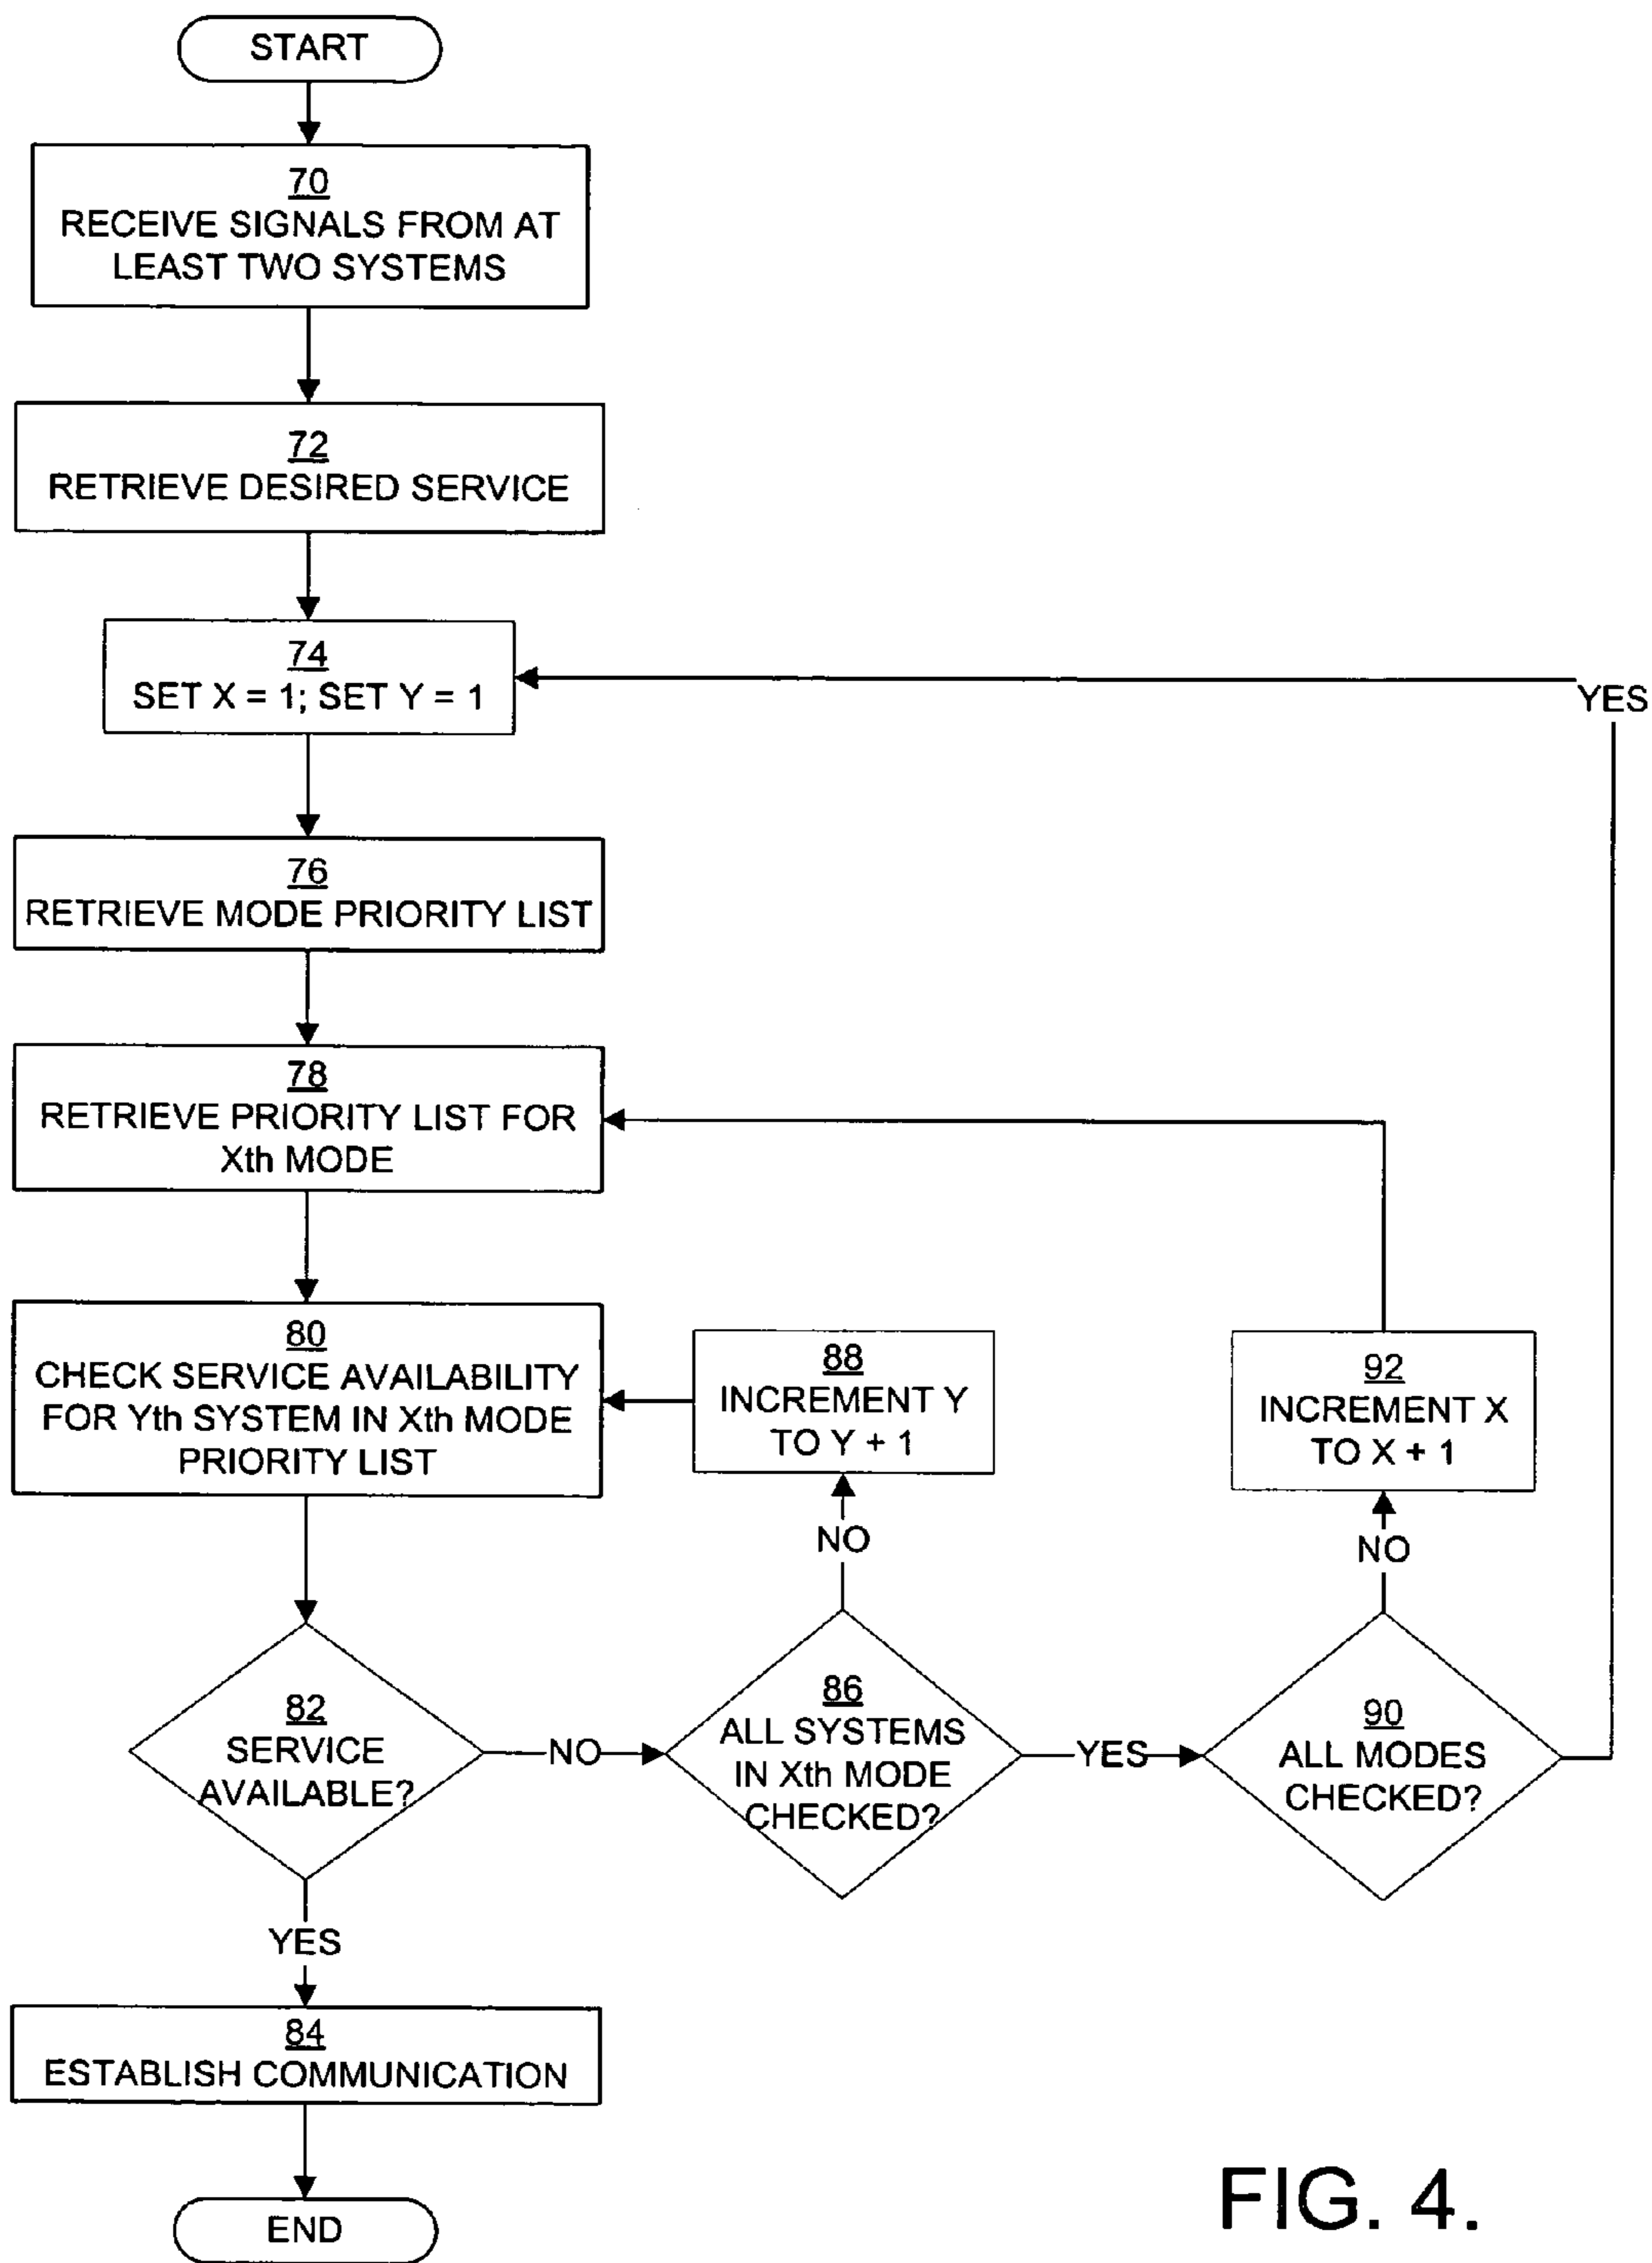 START
70
RECEIVE SIGNALS FROM AT
LEAST TWO SYSTEMS
72
RETRIEVE DESIRED SERVICE
74
SET X = 1; SET Y = 1
YES
76
RETRIEVE MODE PRIORITY LIST
78
RETRIEVE PRIORITY LIST FOR
Xth MODE
80
CHECK SERVICE AVAILABILITY
FOR Yth SYSTEM IN Xth MODE
PRIORITY LIST
88
INCREMENT Y
TO Y + 1
92
INCREMENT X
TO X + 1
NO
NO
82
SERVICE
AVAILABLE?
NO
86
ALL SYSTEMS
IN Xth MODE
CHECKED?
YES
90
ALL MODES
CHECKED?
YES
84
ESTABLISH COMMUNICATION
END
FIG. 4.